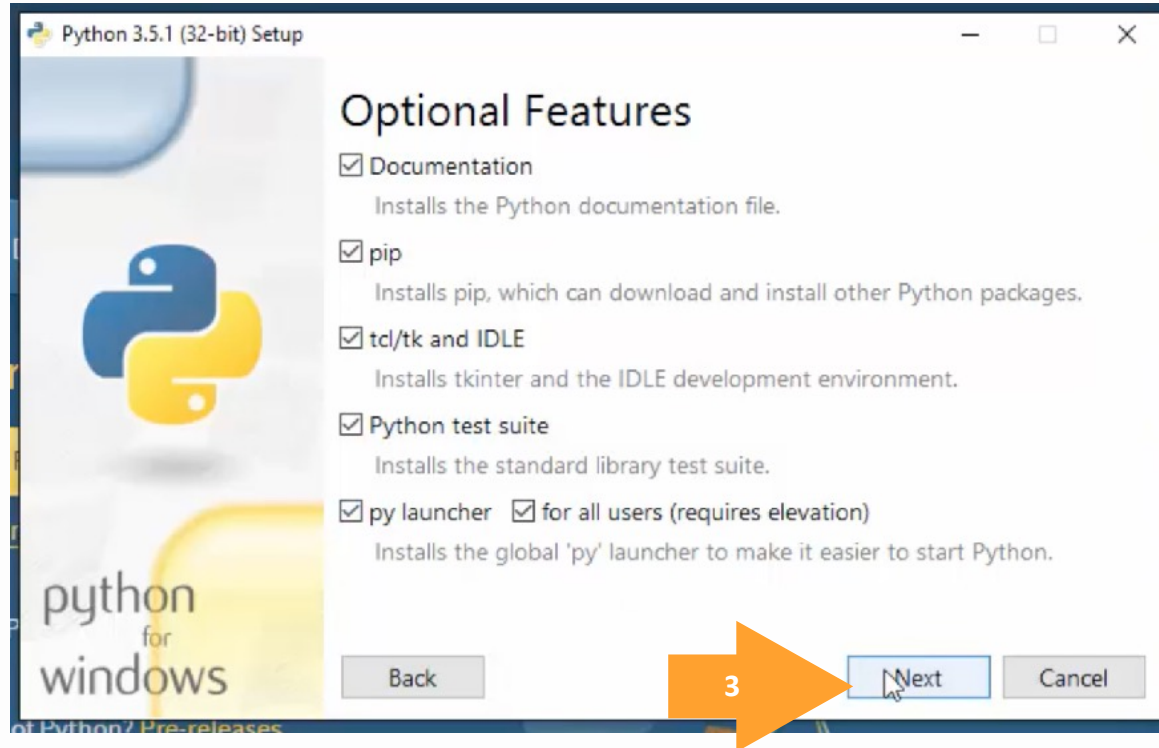 Python 3.5.1 (32-bit) Setup
Optional Features
Documentation
Installs the Python documentation file.
pip
Installs pip, which can download and install other Python packages.
tcl/tk and IDLE
Installs tkinter and the IDLE development environment.
Python test suite
Installs the standard library test suite.
py launcher for all users (requires elevation)
Installs the global 'py' launcher to make it easier to start Python.
python
for
windows
Back
3
Next
Cancel
of Python? Pre-releases